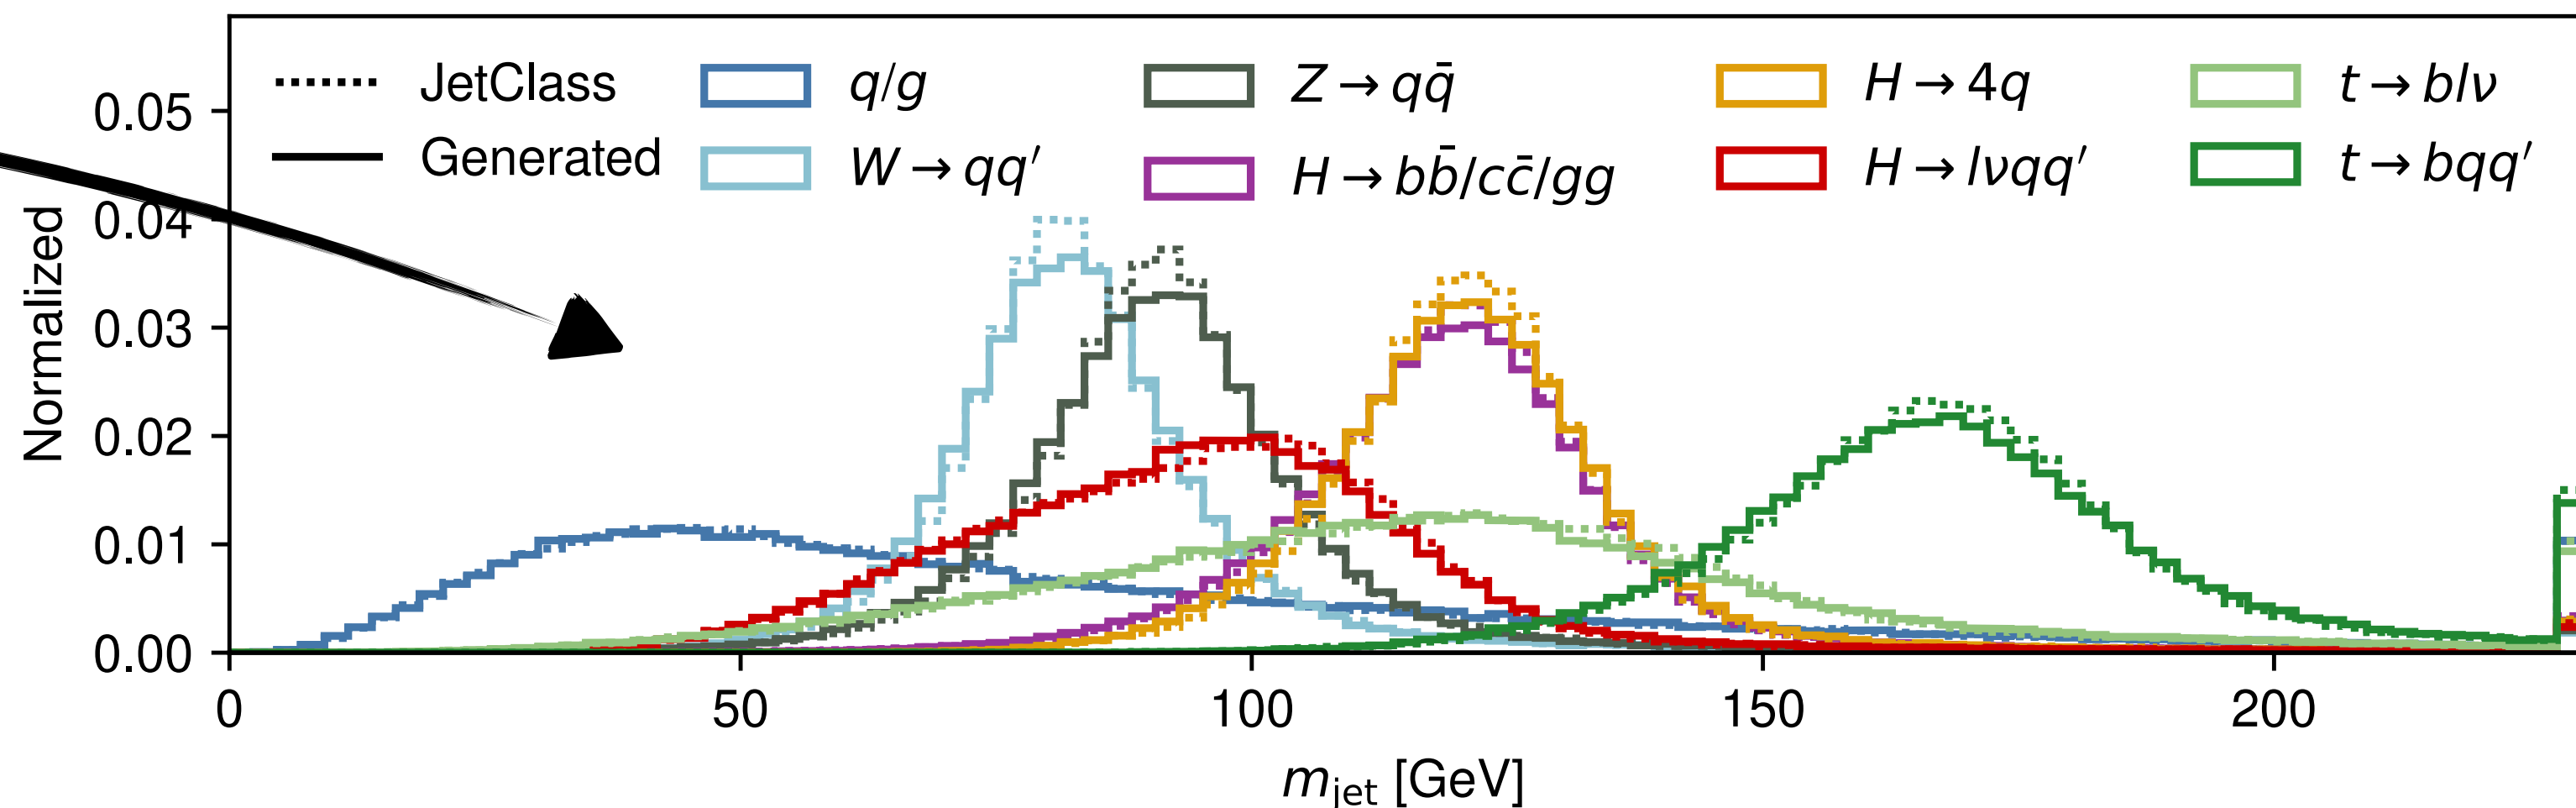 JetClass
Generated
q/g
W → qq′
Z → qq̄
H → bb̄/cc̄/gg
H → 4q
H → lνqq′
t → blν
t → bqq′
Normalized
0.05
0.04
0.03
0.02
0.01
0.00
0 50 100 150 200
m_jet [GeV]